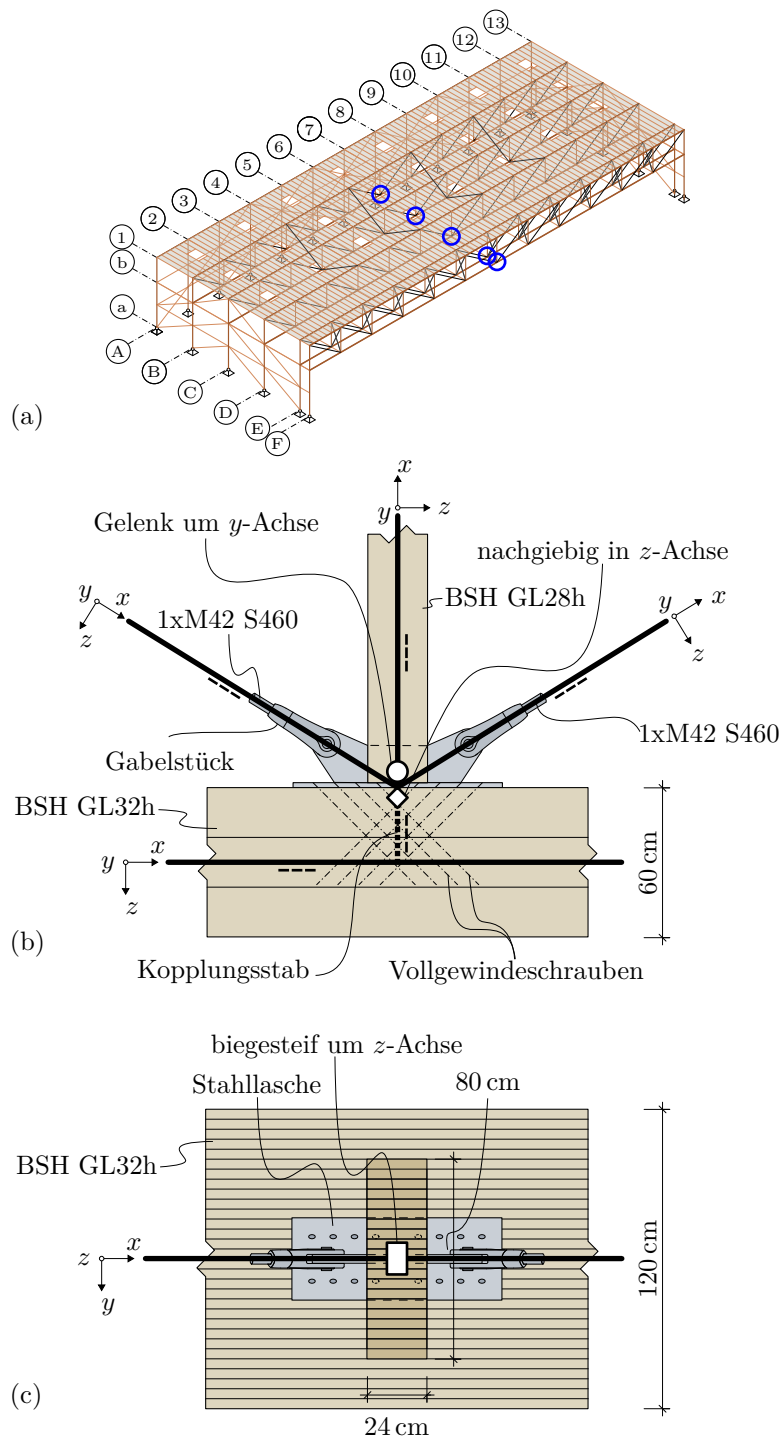 13
12
11
10
9
8
7
6
5
4
3
2
1
b
a
A
B
C
D
E
F
(a)
x
y
z
Gelenk um y-Achse
nachgiebig in z-Achse
y
x
z
1xM42 S460
BSH GL28h
y
x
z
Gabelstück
1xM42 S460
BSH GL32h
y
x
z
60 cm
(b)
Kopplungsstab
Vollgewindeschrauben
biegesteif um z-Achse
Stahllasche
80 cm
BSH GL32h
z
x
y
120 cm
(c)
24 cm